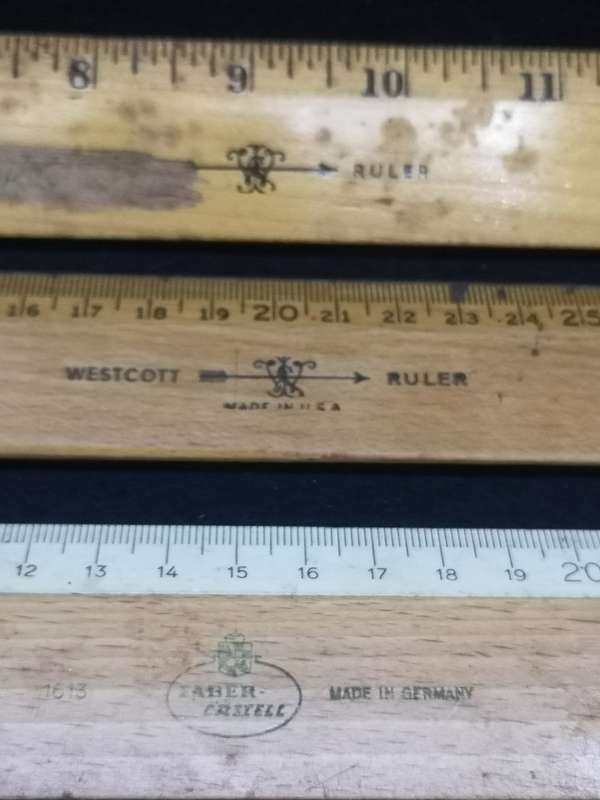 8 9 10 11
RULER
16 17 18 19 20 21 22 23 24 25
WESTCOTT RULER
MADE IN U.S.A
12 13 14 15 16 17 18 19 20
1613 FABER-CASTELL MADE IN GERMANY